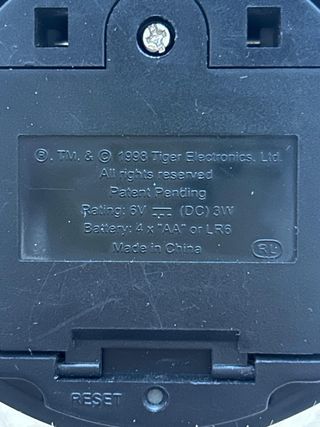 ®, TM, & © 1998 Tiger Electronics, Ltd.
All rights reserved
Patent Pending
Rating: 6V ⎓ (DC) 3W
Battery: 4 x "AA" or LR6
Made in China
RL
RESET